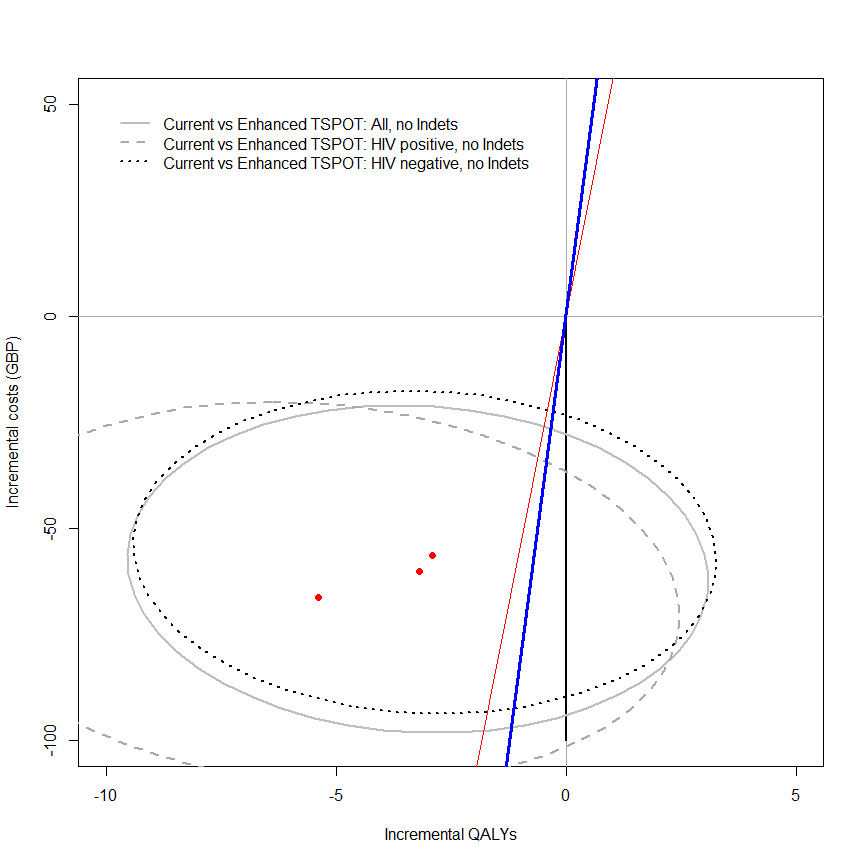 50
Current vs Enhanced TSPOT: All, no Indets
Current vs Enhanced TSPOT: HIV positive, no Indets
Current vs Enhanced TSPOT: HIV negative, no Indets
0
Incremental costs (GBP)
-50
-100
-10 -5 0 5
Incremental QALYs